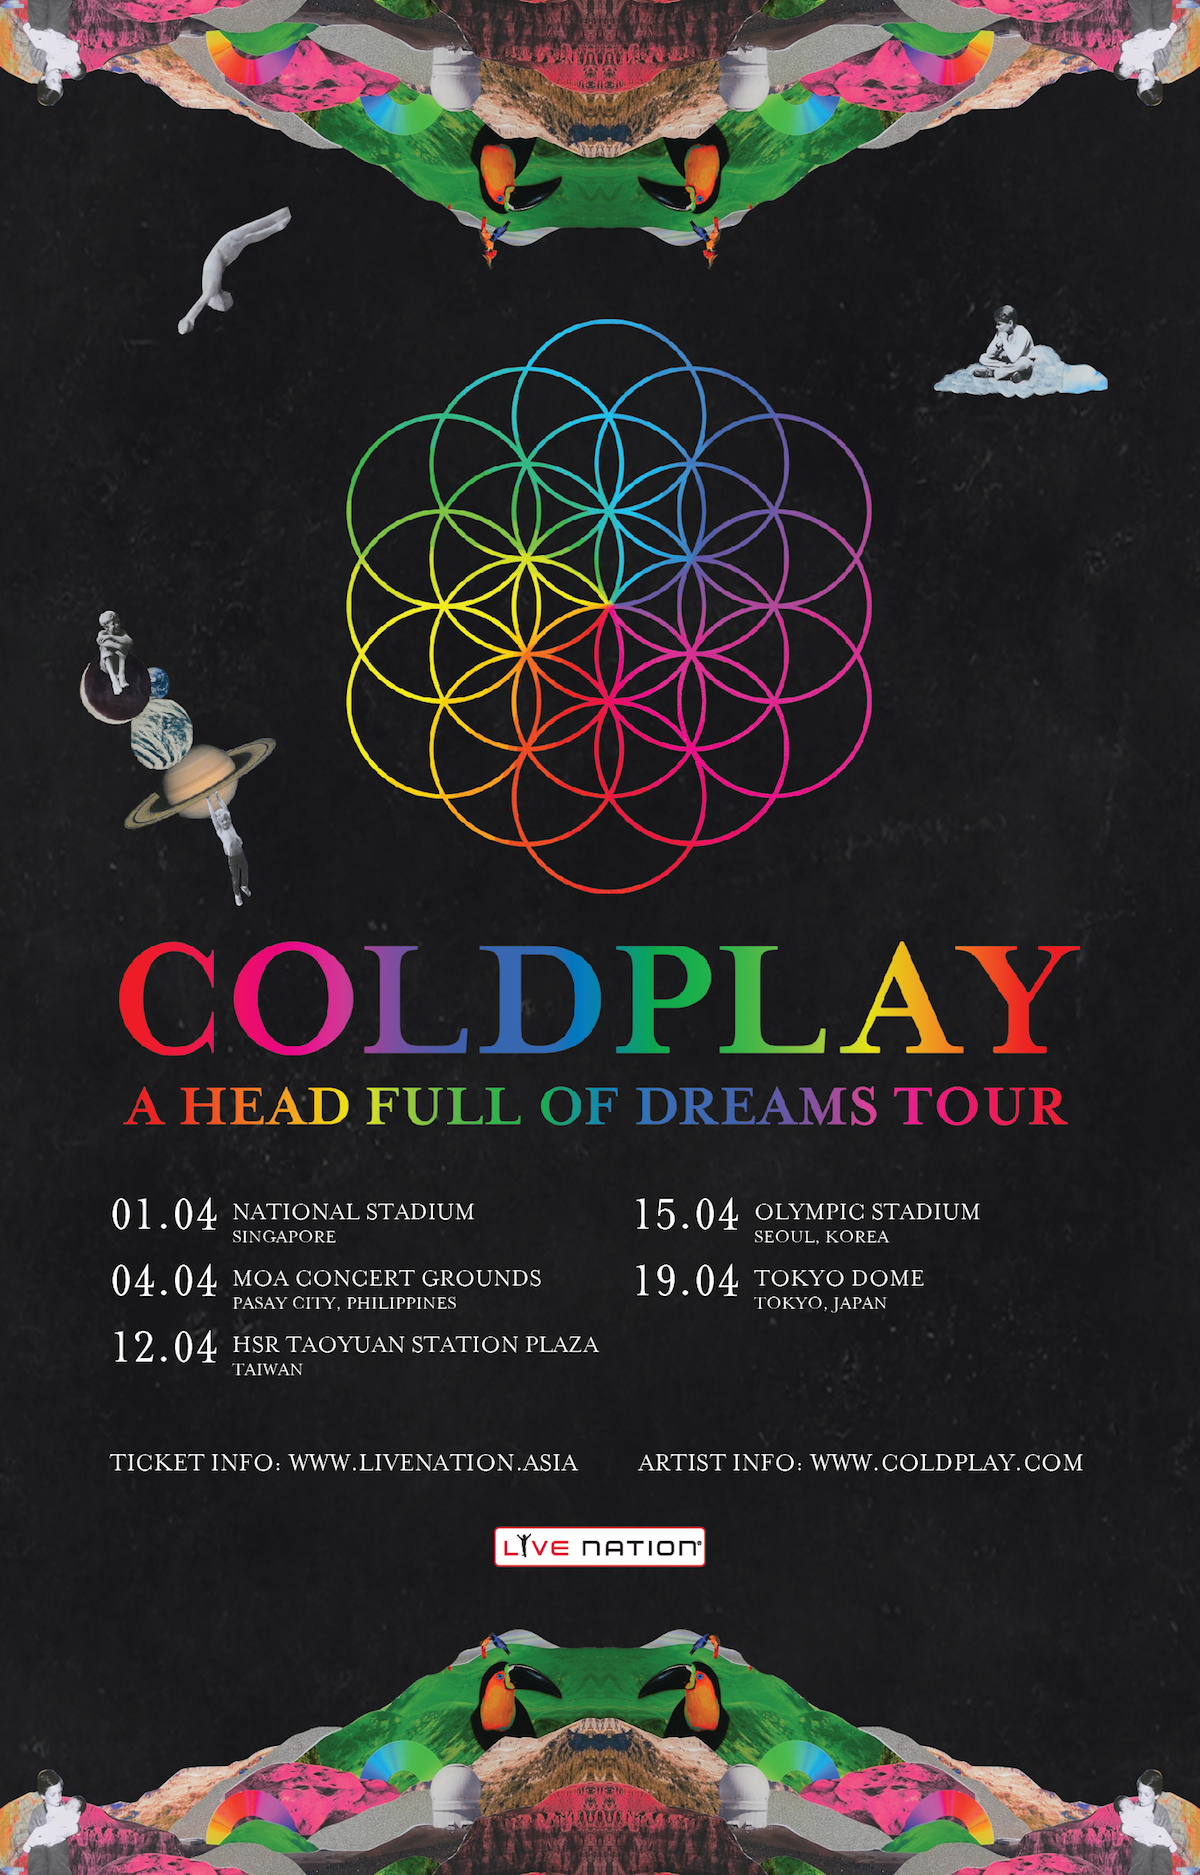 COLDPLAY
A HEAD FULL OF DREAMS TOUR
01.04 NATIONAL STADIUM
SINGAPORE
04.04 MOA CONCERT GROUNDS
PASAY CITY, PHILIPPINES
12.04 HSR TAOYUAN STATION PLAZA
TAIWAN
15.04 OLYMPIC STADIUM
SEOUL, KOREA
19.04 TOKYO DOME
TOKYO, JAPAN
TICKET INFO: WWW.LIVENATION.ASIA
ARTIST INFO: WWW.COLDPLAY.COM
LIVE NATION®